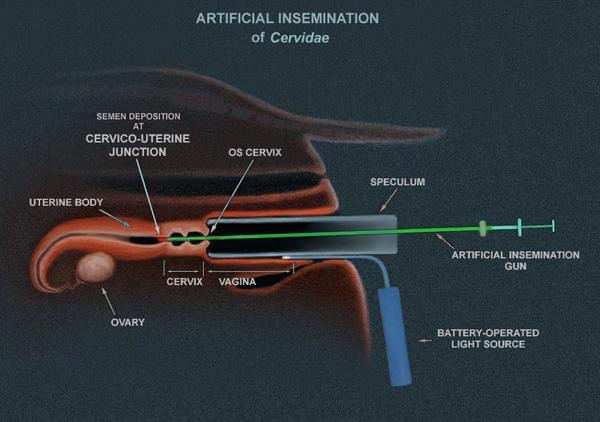 ARTIFICIAL INSEMINATION
of Cervidae
SEMEN DEPOSITION
AT
CERVICO-UTERINE
JUNCTION
OS CERVIX
SPECULUM
UTERINE BODY
ARTIFICIAL INSEMINATION
GUN
CERVIX
VAGINA
OVARY
BATTERY-OPERATED
LIGHT SOURCE